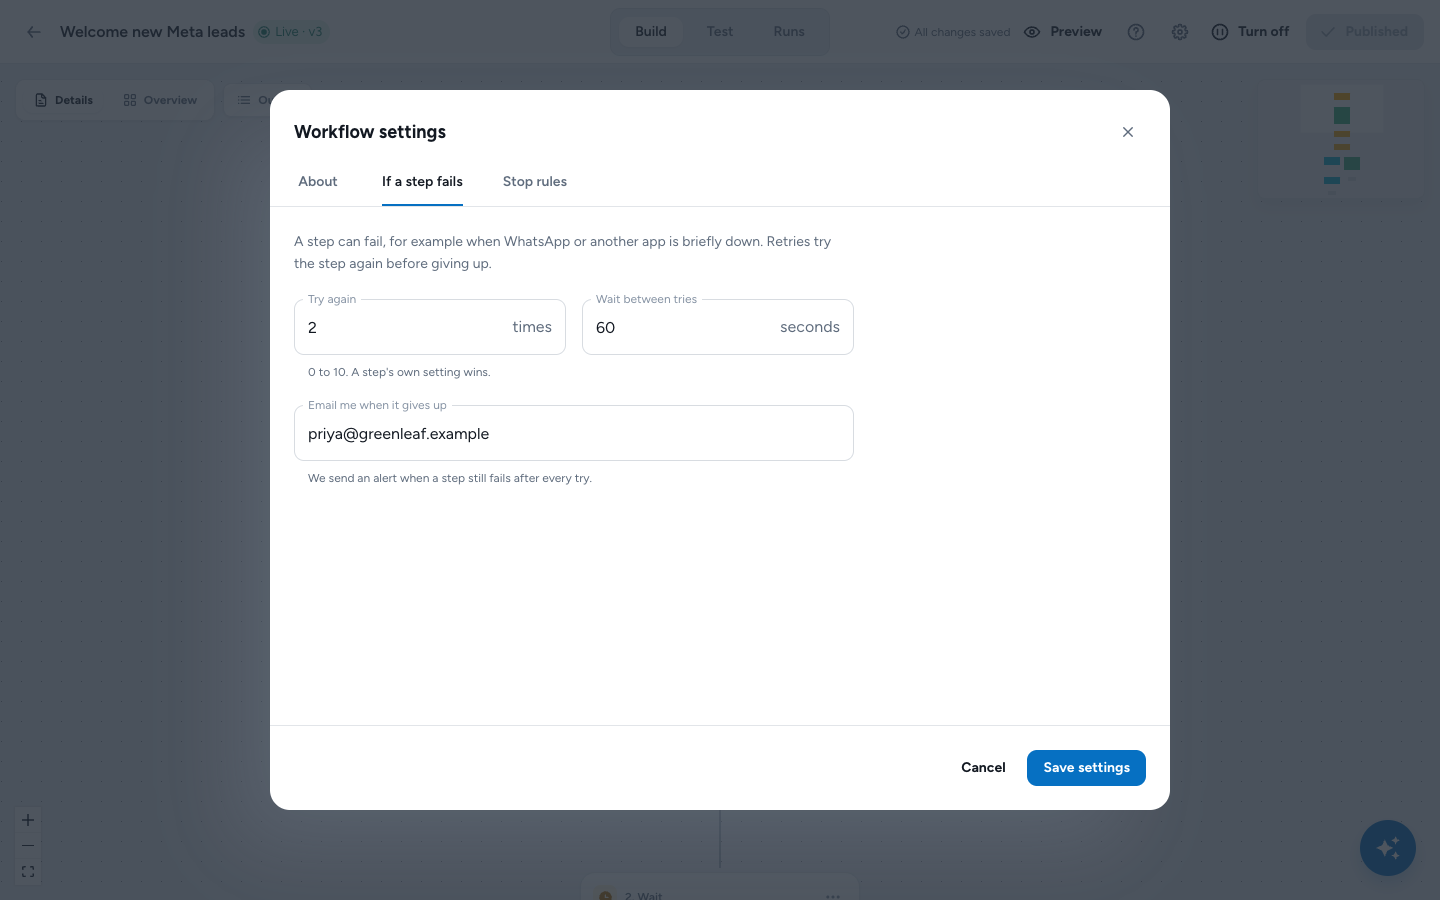 Welcome new Meta leads
Live · v3
Build
Test
Runs
All changes saved
Preview
Turn off
Published
Details
Overview
Workflow settings
About
If a step fails
Stop rules
A step can fail, for example when WhatsApp or another app is briefly down. Retries try
the step again before giving up.
Try again
2 times
Wait between tries
60 seconds
0 to 10. A step's own setting wins.
Email me when it gives up
priya@greenleaf.example
We send an alert when a step still fails after every try.
Cancel
Save settings
2. Wait